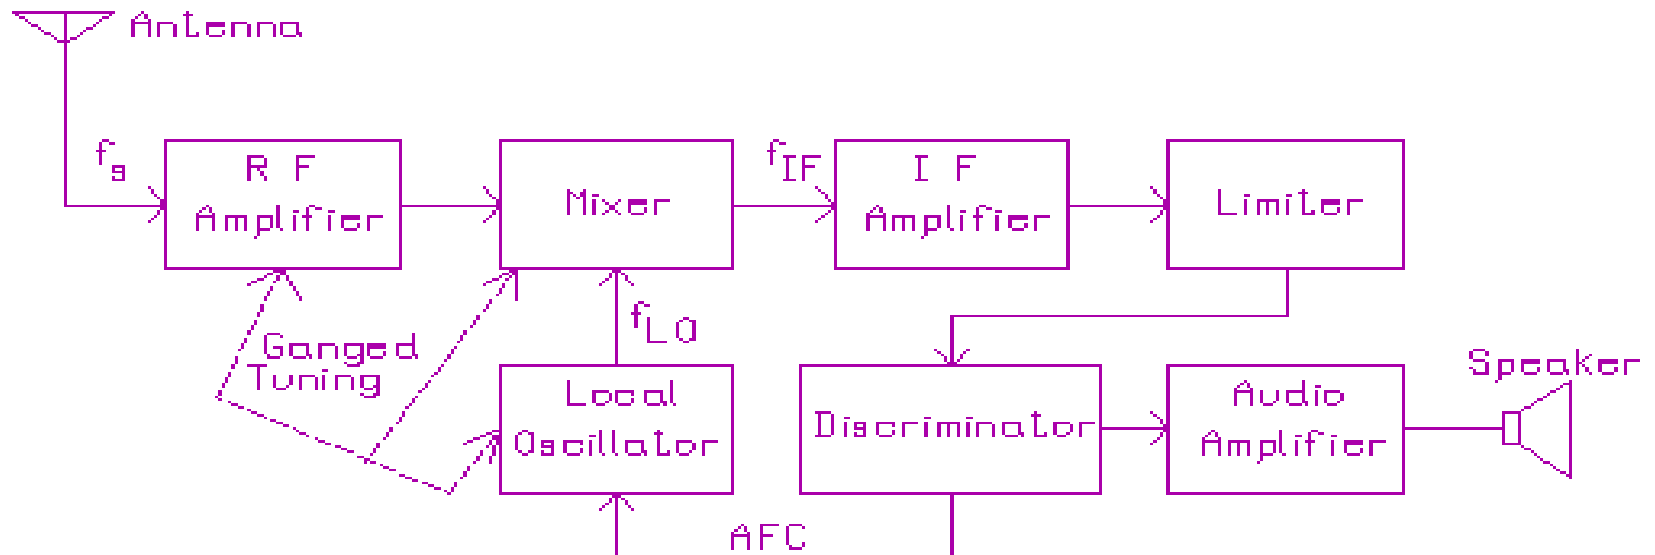 Antenna
fs
R F
Amplifier
Mixer
fIF
I F
Amplifier
Limiter
fLO
Ganged
Tuning
Local
Oscillator
Discriminator
Audio
Amplifier
Speaker
AFC